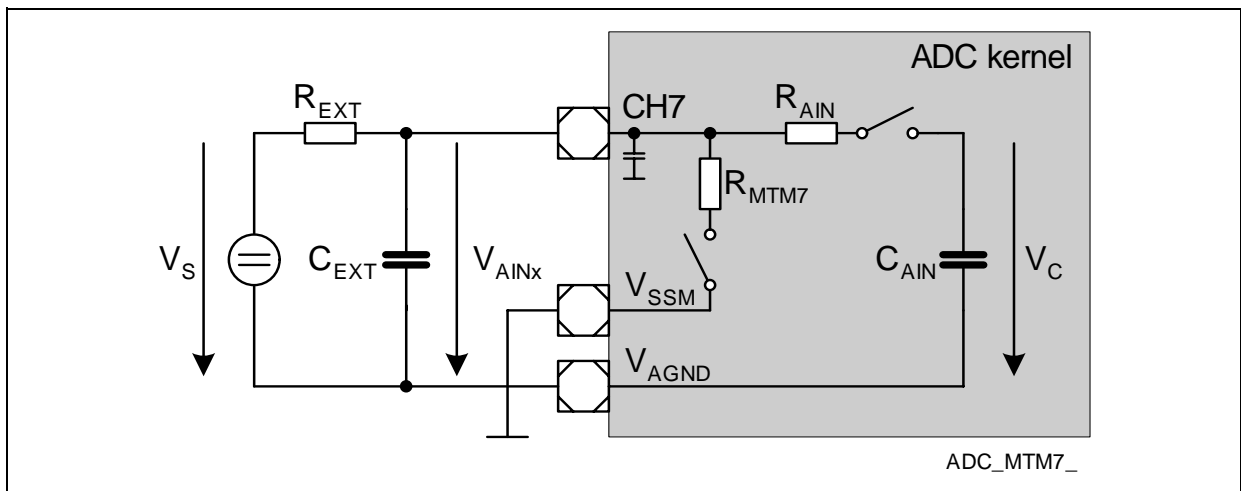 ADC kernel
R_EXT
CH7
R_AIN
R_MTM7
V_S
C_EXT
V_AINx
V_SSM
C_AIN
V_C
V_AGND
ADC_MTM7_